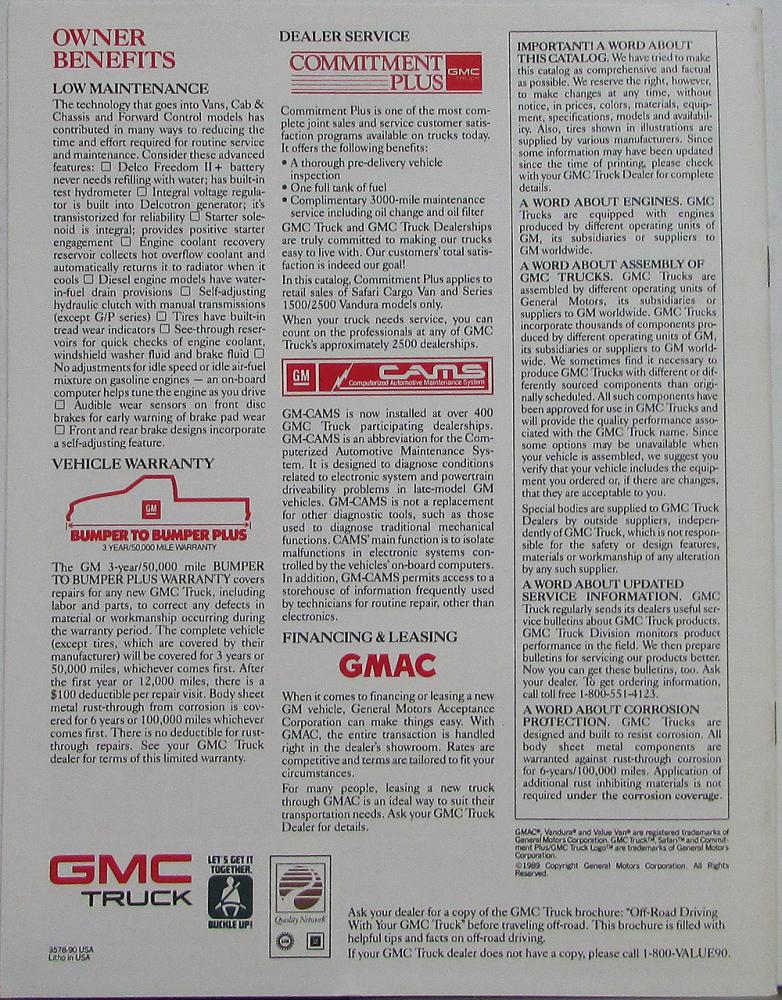 OWNER
BENEFITS
LOW MAINTENANCE
The technology that goes into Vans, Cab &
Chassis and Forward Control models has
contributed in many ways to reducing the
time and effort required for routine service
and maintenance. Consider these advanced
features: ☐ Delco Freedom II+ battery
never needs refilling with water; has built-in
test hydrometer ☐ Integral voltage regula-
tor is built into Delcotron generator; it's
transistorized for reliability ☐ Starter sole-
noid is integral; provides positive starter
engagement ☐ Engine coolant recovery
reservoir collects hot overflow coolant and
automatically returns it to radiator when it
cools ☐ Diesel engine models have water-
in-fuel drain provisions ☐ Self-adjusting
hydraulic clutch with manual transmissions
(except G/P series) ☐ Tires have built-in
tread wear indicators ☐ See-through reser-
voirs for quick checks of engine coolant,
windshield washer fluid and brake fluid ☐
No adjustments for idle speed or idle air-fuel
mixture on gasoline engines — an on-board
computer helps tune the engine as you drive
☐ Audible wear sensors on front disc
brakes for early warning of brake pad wear
☐ Front and rear brake designs incorporate
a self-adjusting feature.
VEHICLE WARRANTY
GM
BUMPER TO BUMPER PLUS
3 YEAR/50,000 MILE WARRANTY
The GM 3-year/50,000 mile BUMPER
TO BUMPER PLUS WARRANTY covers
repairs for any new GMC Truck, including
labor and parts, to correct any defects in
material or workmanship occurring during
the warranty period. The complete vehicle
(except tires, which are covered by their
manufacturer) will be covered for 3 years or
50,000 miles, whichever comes first. After
the first year or 12,000 miles, there is a
$100 deductible per repair visit. Body sheet
metal rust-through from corrosion is cov-
ered for 6 years or 100,000 miles whichever
comes first. There is no deductible for rust-
through repairs. See your GMC Truck
dealer for terms of this limited warranty.
DEALER SERVICE
COMMITMENT
PLUS
GMC
TRUCK
Commitment Plus is one of the most com-
plete joint sales and service customer satis-
faction programs available on trucks today.
It offers the following benefits:
• A thorough pre-delivery vehicle
inspection
• One full tank of fuel
• Complimentary 3000-mile maintenance
service including oil change and oil filter
GMC Truck and GMC Truck Dealerships
are truly committed to making our trucks
easy to live with. Our customers' total satis-
faction is indeed our goal!
In this catalog, Commitment Plus applies to
retail sales of Safari Cargo Van and Series
1500/2500 Vandura models only.
When your truck needs service, you can
count on the professionals at any of GMC
Truck's approximately 2500 dealerships.
GM
CAMS
Computerized Automotive Maintenance System
GM-CAMS is now installed at over 400
GMC Truck participating dealerships.
GM-CAMS is an abbreviation for the Com-
puterized Automotive Maintenance Sys-
tem. It is designed to diagnose conditions
related to electronic system and powertrain
driveability problems in late-model GM
vehicles. GM-CAMS is not a replacement
for other diagnostic tools, such as those
used to diagnose traditional mechanical
functions. CAMS' main function is to isolate
malfunctions in electronic systems con-
trolled by the vehicles' on-board computers.
In addition, GM-CAMS permits access to a
storehouse of information frequently used
by technicians for routine repair, other than
electronics.
FINANCING & LEASING
GMAC
When it comes to financing or leasing a new
GM vehicle, General Motors Acceptance
Corporation can make things easy. With
GMAC, the entire transaction is handled
right in the dealer's showroom. Rates are
competitive and terms are tailored to fit your
circumstances.
For many people, leasing a new truck
through GMAC is an ideal way to suit their
transportation needs. Ask your GMC Truck
Dealer for details.
IMPORTANT! A WORD ABOUT
THIS CATALOG. We have tried to make
this catalog as comprehensive and factual
as possible. We reserve the right, however,
to make changes at any time, without
notice, in prices, colors, materials, equip-
ment, specifications, models and availabil-
ity. Also, tires shown in illustrations are
supplied by various manufacturers. Since
some information may have been updated
since the time of printing, please check
with your GMC Truck Dealer for complete
details.
A WORD ABOUT ENGINES. GMC
Trucks are equipped with engines
produced by different operating units of
GM, its subsidiaries or suppliers to
GM worldwide.
A WORD ABOUT ASSEMBLY OF
GMC TRUCKS. GMC Trucks are
assembled by different operating units of
General Motors, its subsidiaries or
suppliers to GM worldwide. GMC Trucks
incorporate thousands of components pro-
duced by different operating units of GM,
its subsidiaries or suppliers to GM world-
wide. We sometimes find it necessary to
produce GMC Trucks with different or dif-
ferently sourced components than origi-
nally scheduled. All such components have
been approved for use in GMC Trucks and
will provide the quality performance asso-
ciated with the GMC Truck name. Since
some options may be unavailable when
your vehicle is assembled, we suggest you
verify that your vehicle includes the equip-
ment you ordered or, if there are changes,
that they are acceptable to you.
Special bodies are supplied to GMC Truck
Dealers by outside suppliers, indepen-
dently of GMC Truck, which is not respon-
sible for the safety or design features,
materials or workmanship of any alteration
by any such supplier.
A WORD ABOUT UPDATED
SERVICE INFORMATION. GMC
Truck regularly sends its dealers useful ser-
vice bulletins about GMC Truck products.
GMC Truck Division monitors product
performance in the field. We then prepare
bulletins for servicing our products better.
Now you can get these bulletins, too. Ask
your dealer. To get ordering information,
call toll free 1-800-551-4123.
A WORD ABOUT CORROSION
PROTECTION. GMC Trucks are
designed and built to resist corrosion. All
body sheet metal components are
warranted against rust-through corrosion
for 6-years/100,000 miles. Application of
additional rust inhibiting materials is not
required under the corrosion coverage.
GMAC®, Vandura® and Value Van® are registered trademarks of
General Motors Corporation. GMC Truck™, Safari™ and Commit-
ment Plus/GMC Truck Logo™ are trademarks of General Motors
Corporation.
©1989 Copyright General Motors Corporation. All Rights
Reserved.
GMC
TRUCK
LET'S GET IT
TOGETHER.
BUCKLE UP!
Quality Network
Ask your dealer for a copy of the GMC Truck brochure: "Off-Road Driving
With Your GMC Truck" before traveling off-road. This brochure is filled with
helpful tips and facts on off-road driving.
If your GMC Truck dealer does not have a copy, please call 1-800-VALUE90.
3578-90 USA
Litho in USA